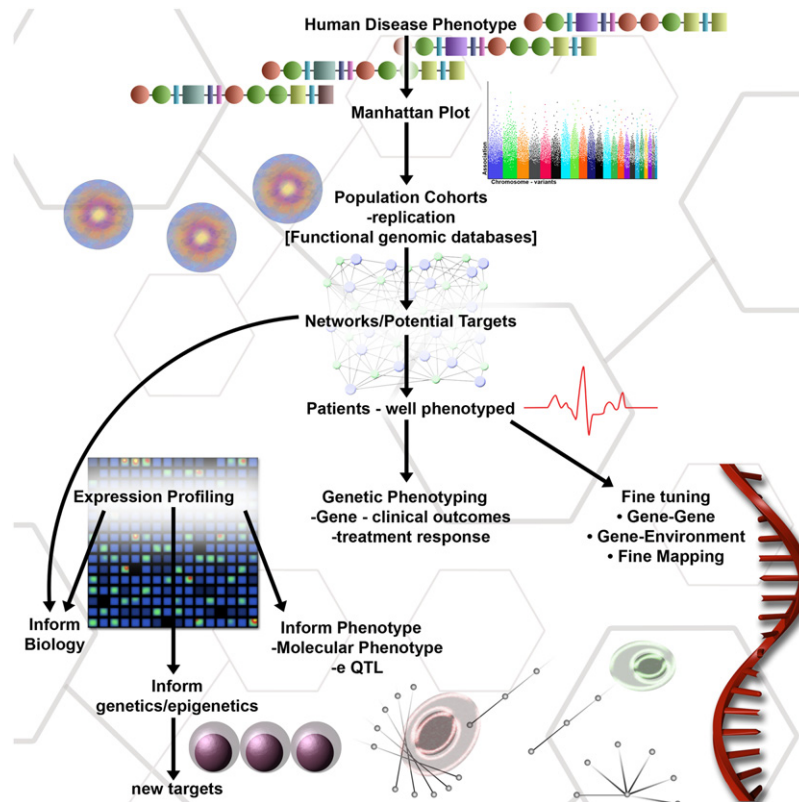 Human Disease Phenotype
Manhattan Plot
Association
Chromosome - variants
Population Cohorts
-replication
[Functional genomic databases]
Networks/Potential Targets
Patients - well phenotyped
Expression Profiling
Genetic Phenotyping
-Gene - clinical outcomes
-treatment response
Fine tuning
• Gene-Gene
• Gene-Environment
• Fine Mapping
Inform
Biology
Inform Phenotype
-Molecular Phenotype
-e QTL
Inform
genetics/epigenetics
new targets